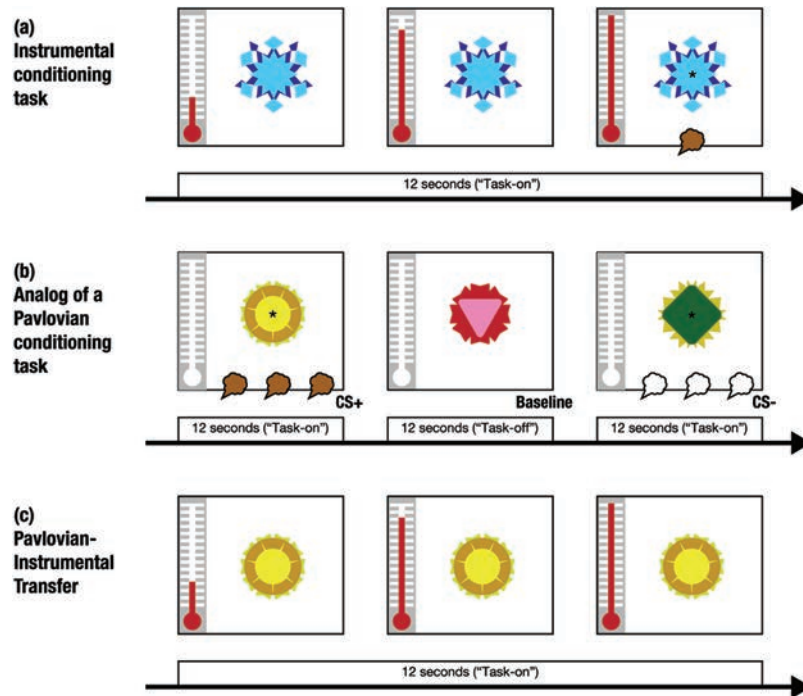 (a)
Instrumental
conditioning
task
12 seconds ("Task-on")
(b)
Analog of a
Pavlovian
conditioning
task
CS+
Baseline
CS-
12 seconds ("Task-on")
12 seconds ("Task-off")
12 seconds ("Task-on")
(c)
Pavlovian-
Instrumental
Transfer
12 seconds ("Task-on")